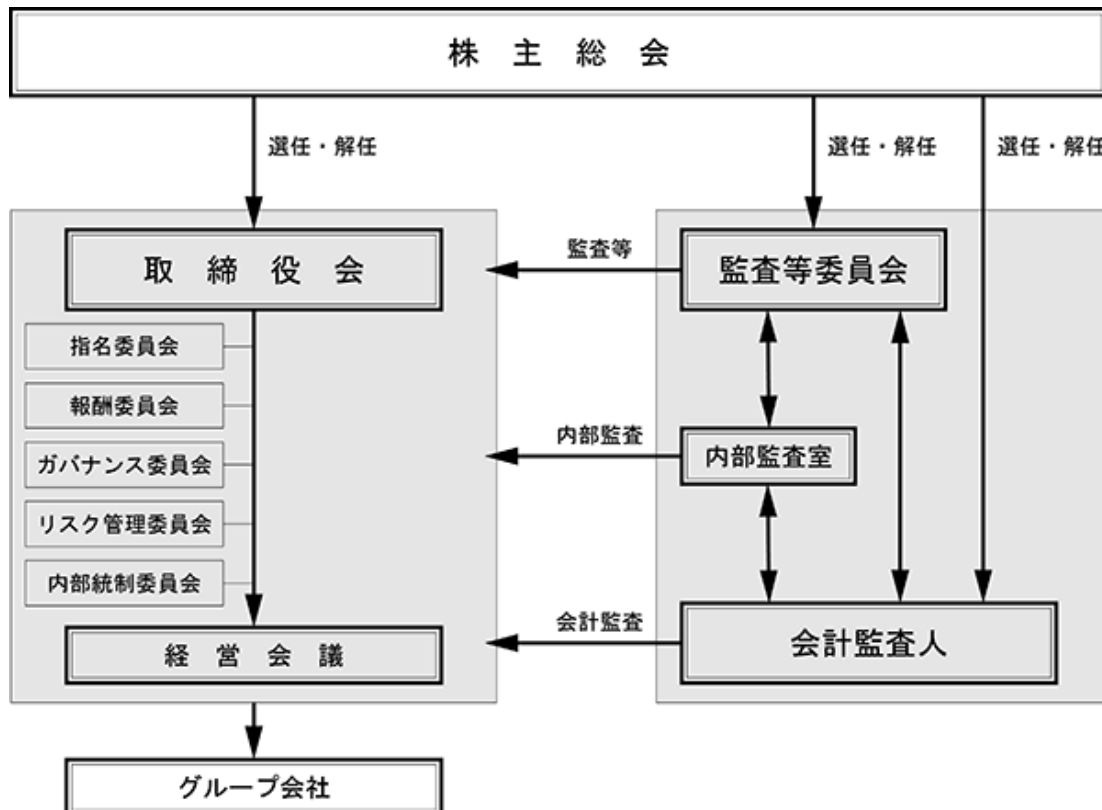 株主総会
選任・解任
選任・解任
選任・解任
取締役会
監査等
監査等委員会
指名委員会
報酬委員会
ガバナンス委員会
リスク管理委員会
内部統制委員会
内部監査
内部監査室
会計監査
会計監査人
経営会議
グループ会社